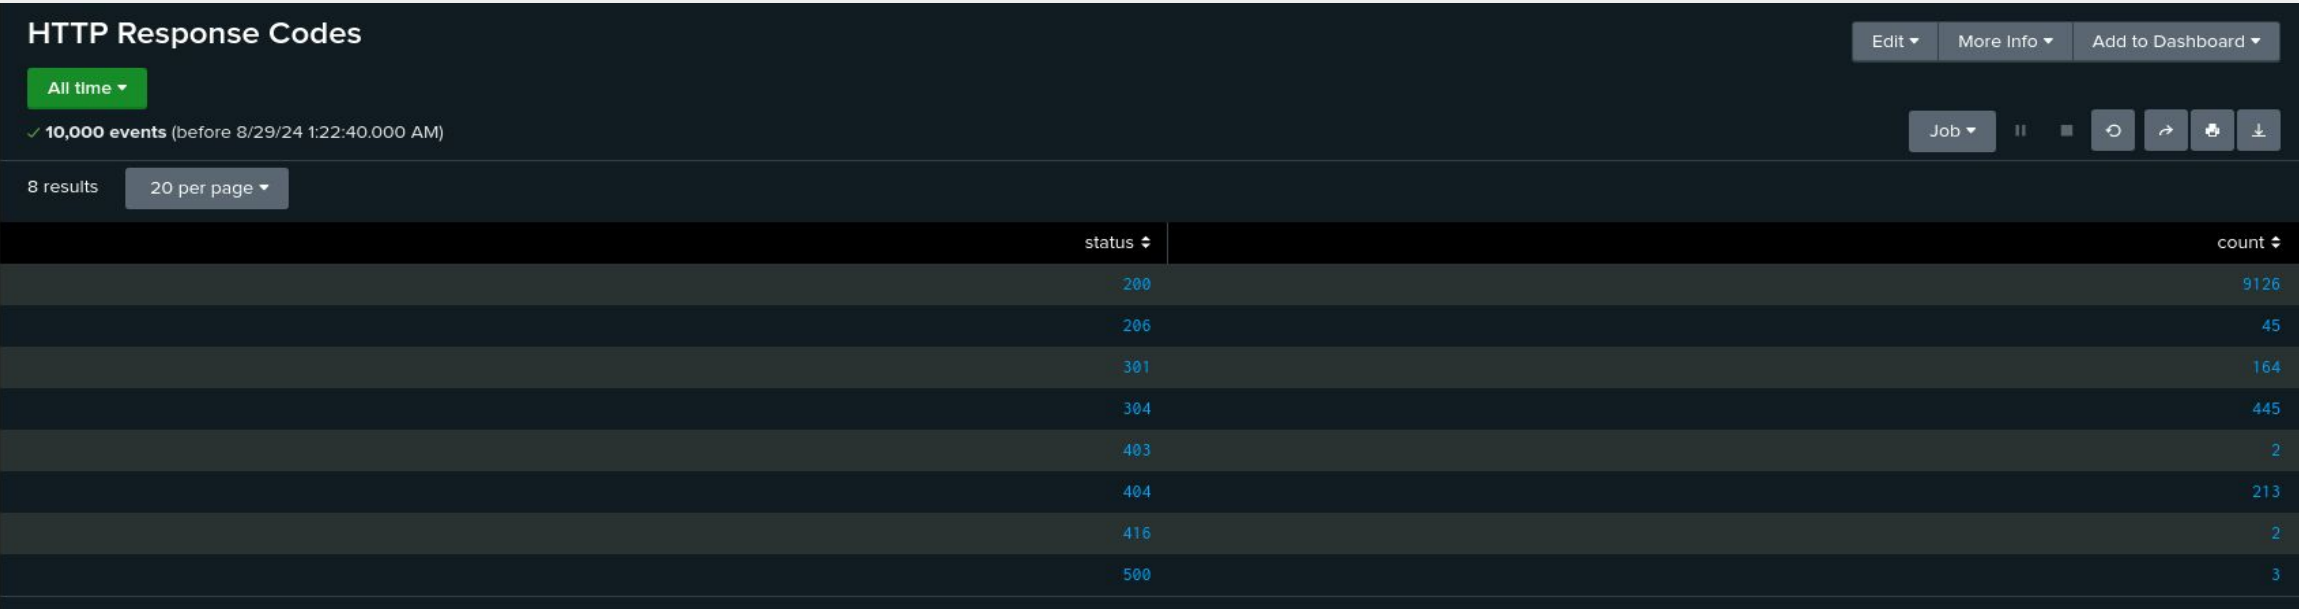 HTTP Response Codes
Edit More Info Add to Dashboard
All time
10,000 events (before 8/29/24 1:22:40.000 AM)
Job
8 results 20 per page
status count
200 9126
206 45
301 164
304 445
403 2
404 213
416 2
500 3